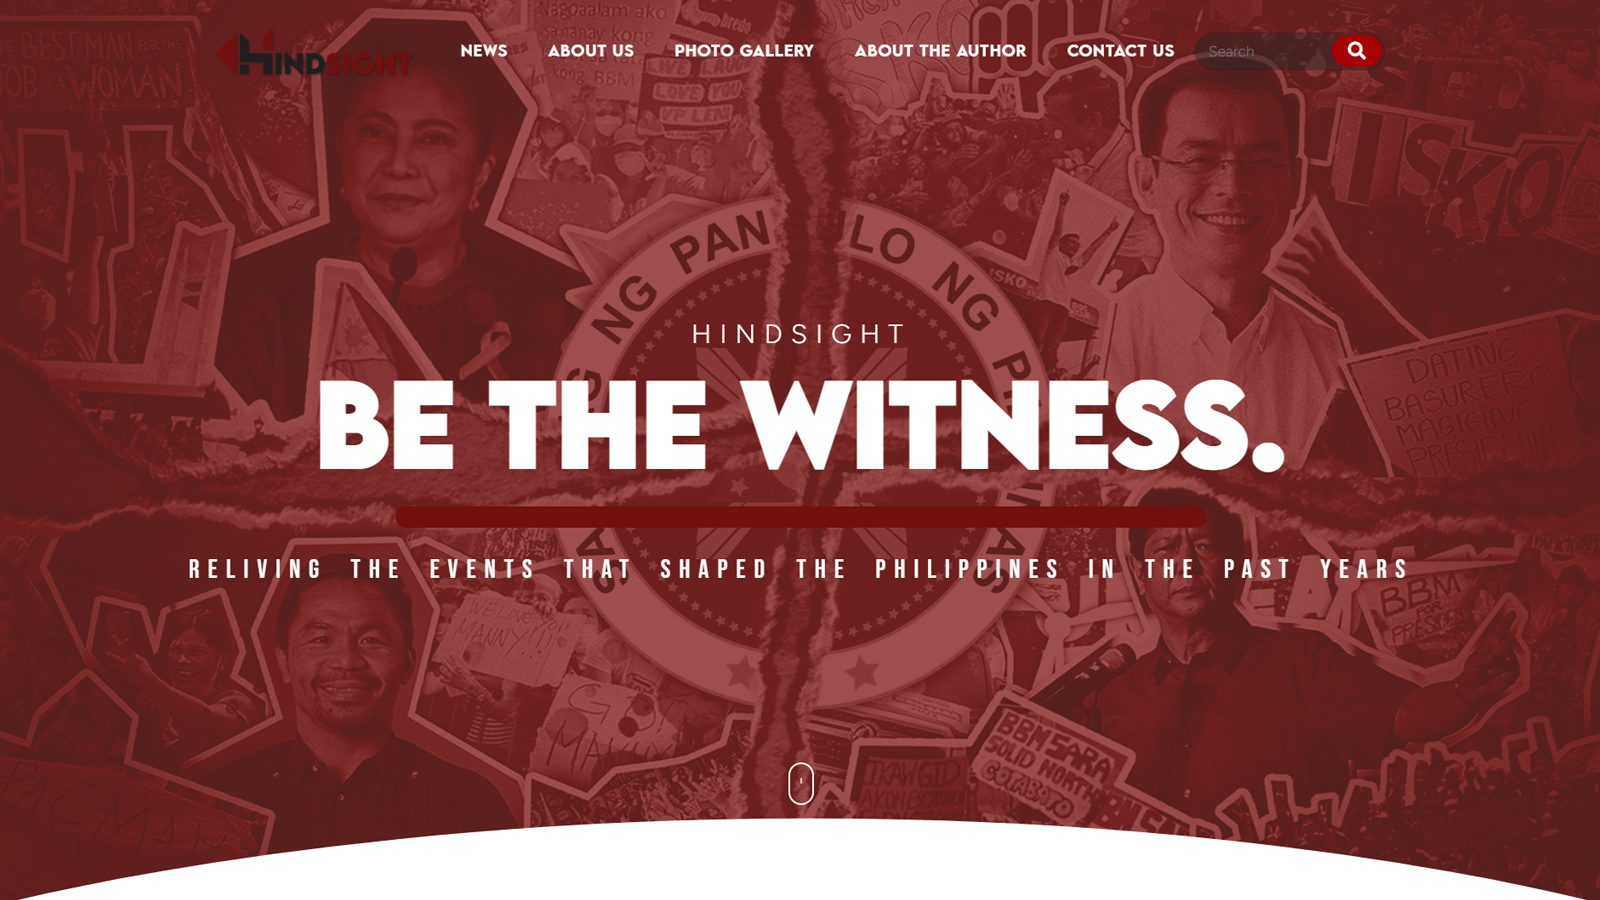 HINDSIGHT
NEWS
ABOUT US
PHOTO GALLERY
ABOUT THE AUTHOR
CONTACT US
Search
BEST MAN FOR THE
JOB IS A WOMAN
Nagoaalam ako
BBM
LOVE YOU
ISKO
ISKO
NG PAN LO NG
HINDSIGHT
BE THE WITNESS.
RELIVING THE EVENTS THAT SHAPED THE PHILIPPINES IN THE PAST YEARS
DATING
BASURERO
MAGIGING
PRESIDENT
WE LOVE
MANNY!!!
BBM
FOR
PRESIDENT
BBM SARA
SOLID NORTH
COTABATO
IKAW GID